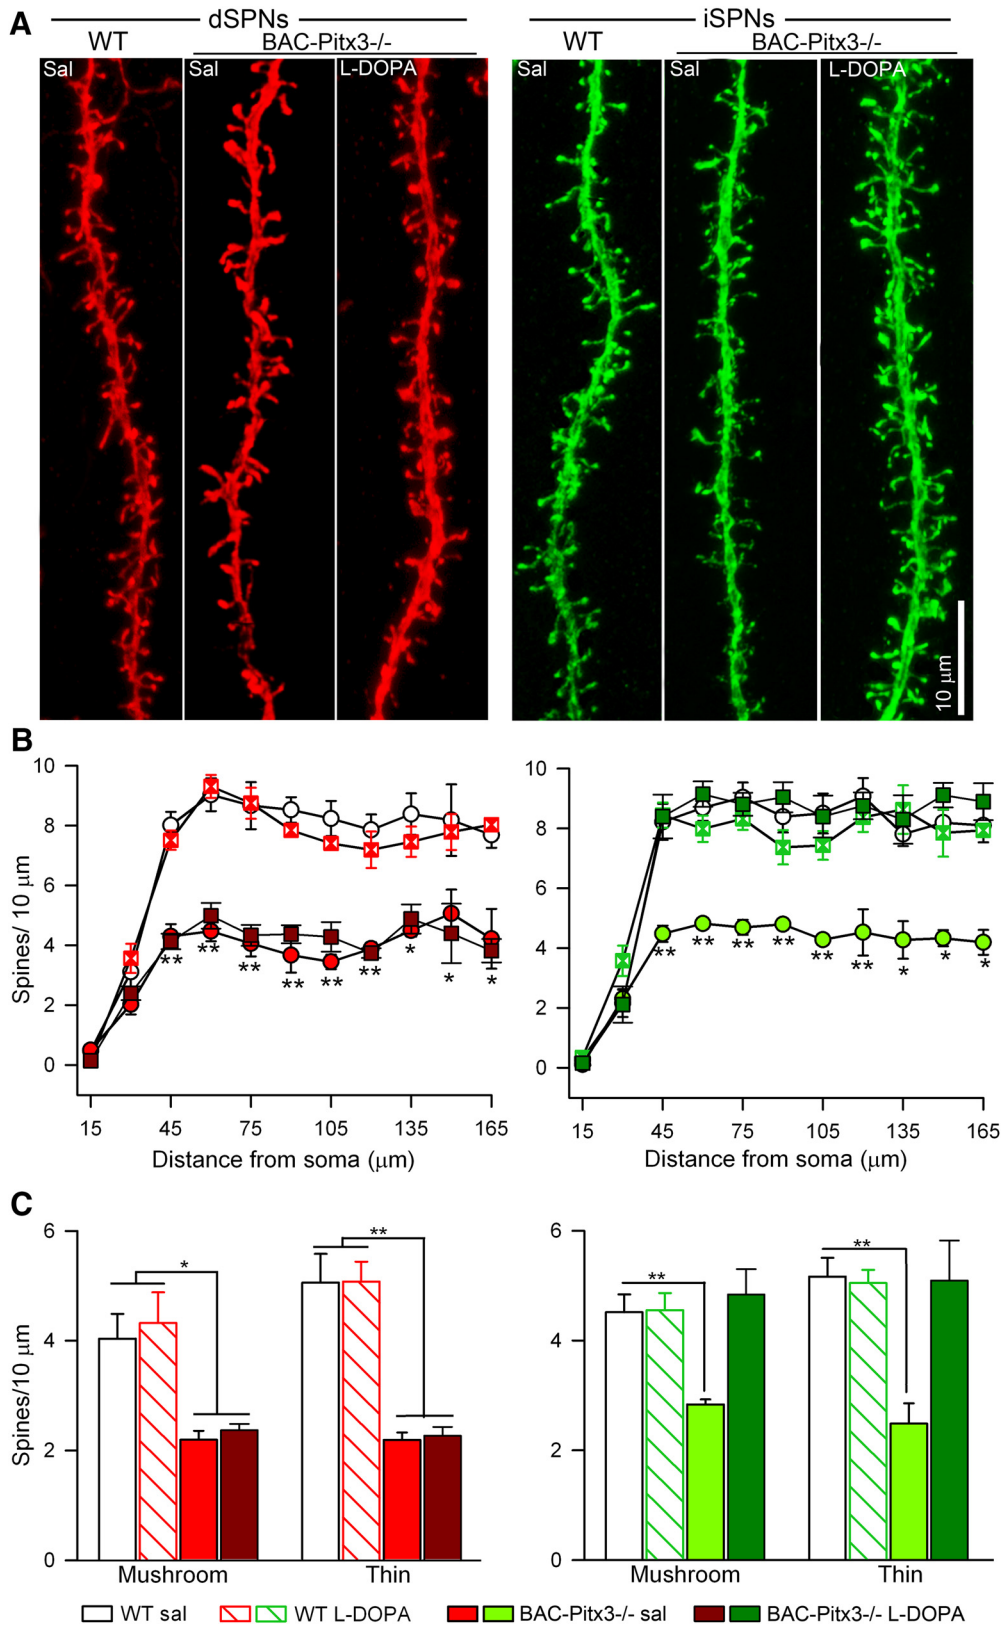 A
dSPNs
iSPNs
WT
BAC-Pitx3-/-
WT
BAC-Pitx3-/-
Sal
Sal
L-DOPA
Sal
Sal
L-DOPA
10 μm
B
Spines/ 10 μm
10
8
6
4
2
0
** ** ** ** ** ** * * *
15 45 75 105 135 165
Distance from soma (μm)
10
8
6
4
2
0
** ** ** ** ** ** * * *
15 45 75 105 135 165
Distance from soma (μm)
C
Spines/10 μm
6
4
2
0
*
**
Mushroom Thin
6
4
2
0
**
**
Mushroom Thin
WT sal WT L-DOPA BAC-Pitx3-/- sal BAC-Pitx3-/- L-DOPA